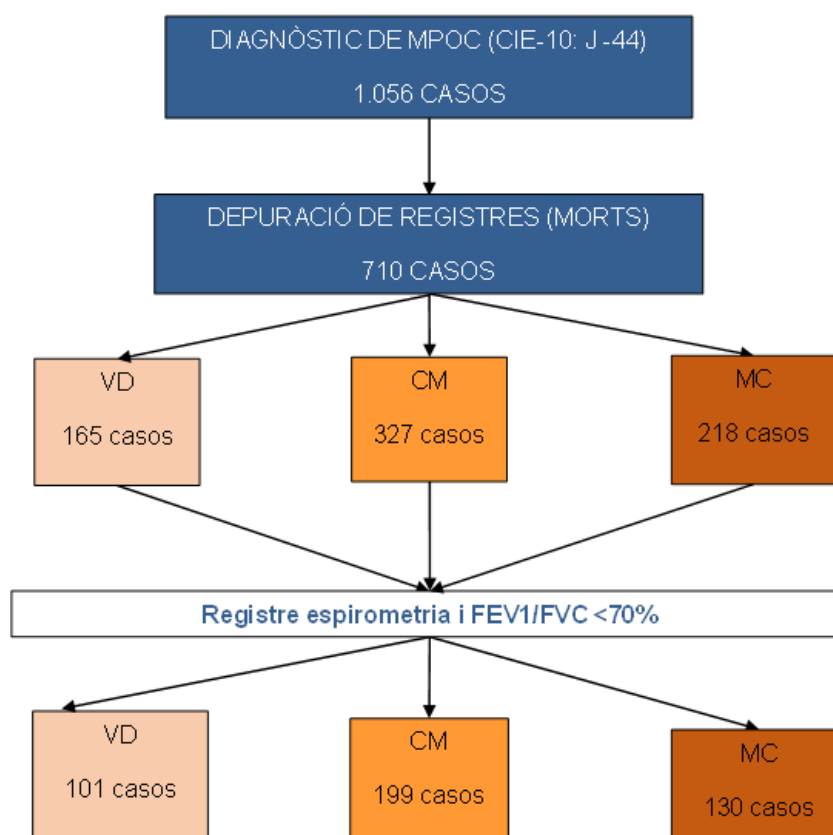 DIAGNÒSTIC DE MPOC (CIE-10: J-44)
1.056 CASOS
DEPURACIÓ DE REGISTRES (MORTS)
710 CASOS
VD
165 casos
CM
327 casos
MC
218 casos
Registre espirometria i FEV1/FVC <70%
VD
101 casos
CM
199 casos
MC
130 casos